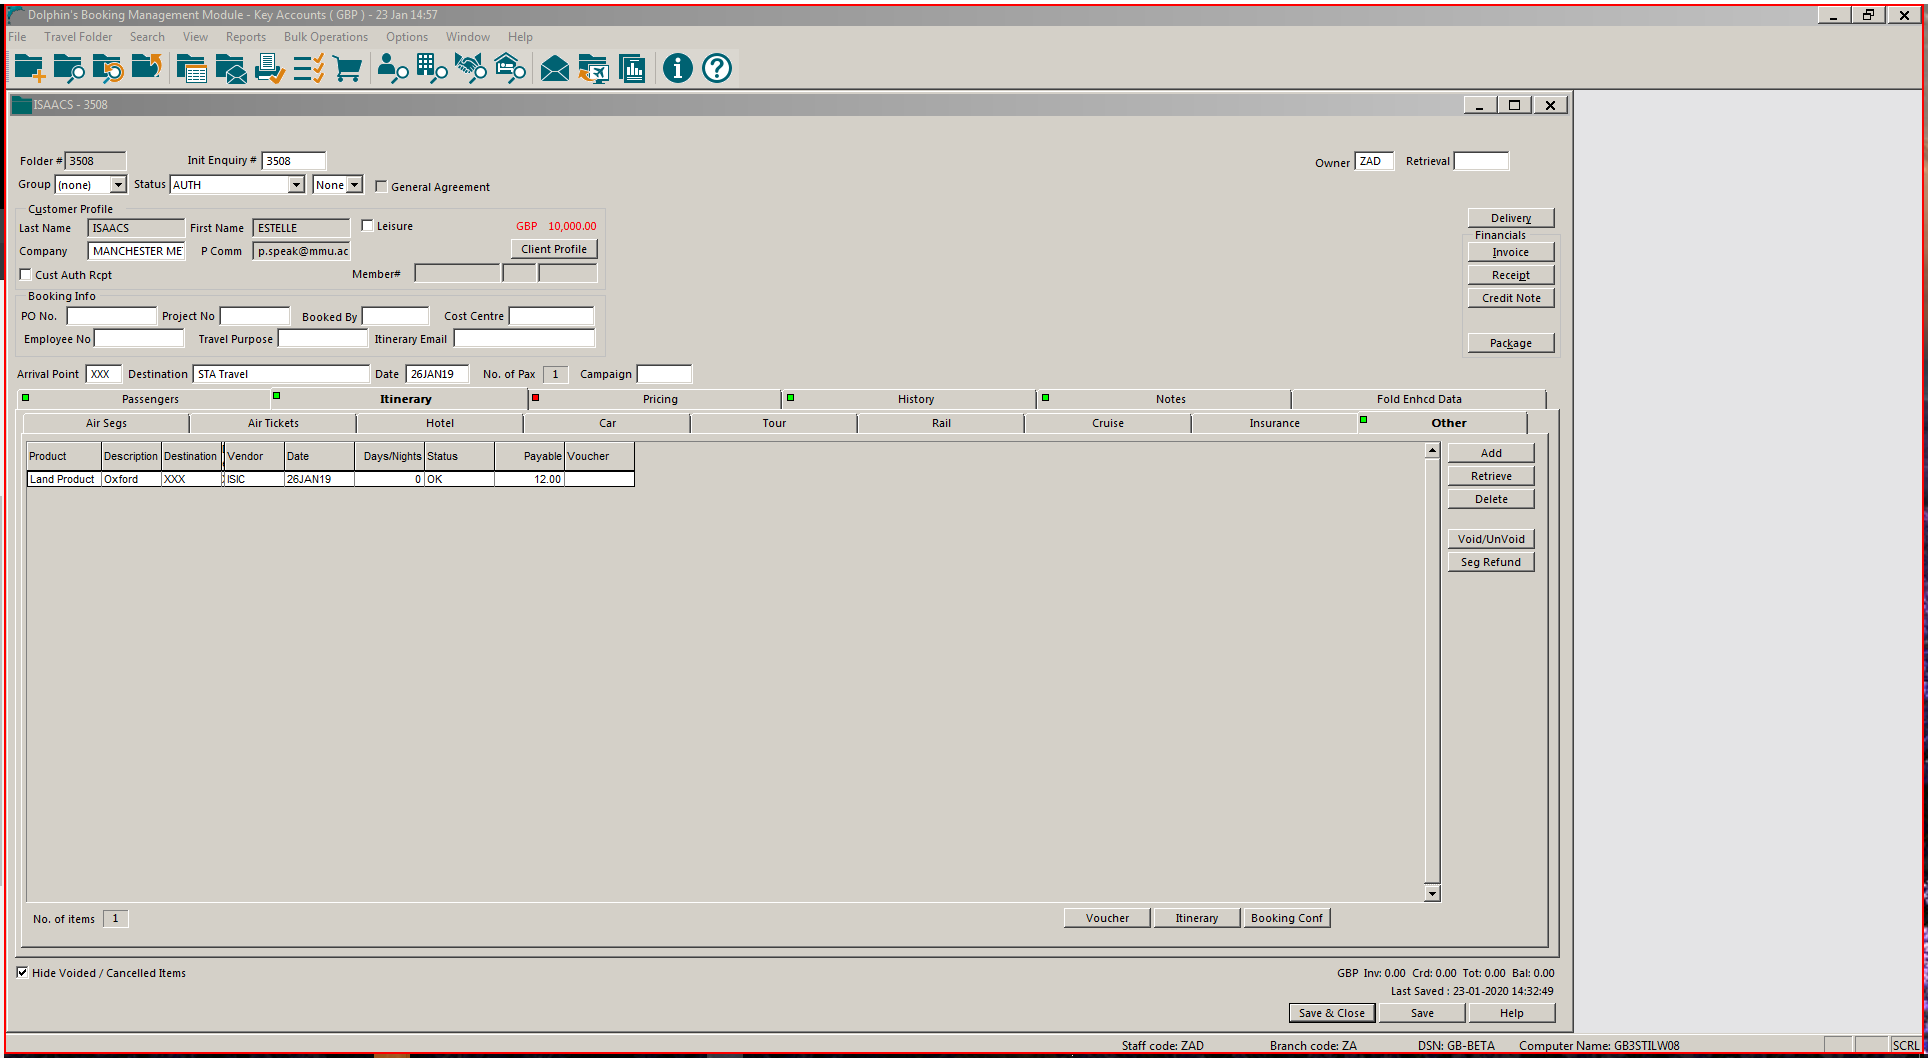 Dolphin's Booking Management Module - Key Accounts ( GBP ) - 23 Jan 14:57
File Travel Folder Search View Reports Bulk Operations Options Window Help
ISAACS - 3508
Folder # 3508 Init Enquiry # 3508 Owner ZAD Retrieval
Group (none) Status AUTH None General Agreement
Customer Profile Delivery
Last Name ISAACS First Name ESTELLE Leisure GBP 10,000.00 Financials
Company MANCHESTER ME P Comm p.speak@mmu.ac Client Profile Invoice
Cust Auth Rcpt Member# Receipt
Booking Info Credit Note
PO No. Project No Booked By Cost Centre
Employee No Travel Purpose Itinerary Email Package
Arrival Point XXX Destination STA Travel Date 26JAN19 No. of Pax 1 Campaign
Passengers Itinerary Pricing History Notes Fold Enhcd Data
Air Segs Air Tickets Hotel Car Tour Rail Cruise Insurance Other
Product Description Destination Vendor Date Days/Nights Status Payable Voucher Add
Land Product Oxford XXX ISIC 26JAN19 0 OK 12.00 Retrieve
Delete
Void/UnVoid
Seg Refund
No. of items 1 Voucher Itinerary Booking Conf
Hide Voided / Cancelled Items GBP Inv: 0.00 Crd: 0.00 Tot: 0.00 Bal: 0.00
Last Saved : 23-01-2020 14:32:49
Save & Close Save Help
Staff code: ZAD Branch code: ZA DSN: GB-BETA Computer Name: GB3STILW08 SCRL